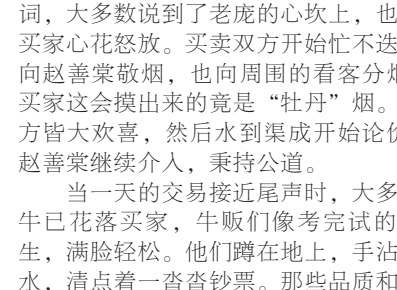 词，大多数说到了老庞的心坎上，也
买家心花怒放。买卖双方开始忙不迭
向赵善棠敬烟，也向周围的看客分烟
买家这会摸出来的竟是“牡丹”烟。
方皆大欢喜，然后水到渠成开始论价
赵善棠继续介入，秉持公道。
当一天的交易接近尾声时，大多
牛已花落买家，牛贩们像考完试的
生，满脸轻松。他们蹲在地上，手沾
水，清点着一沓沓钞票。那些品质和